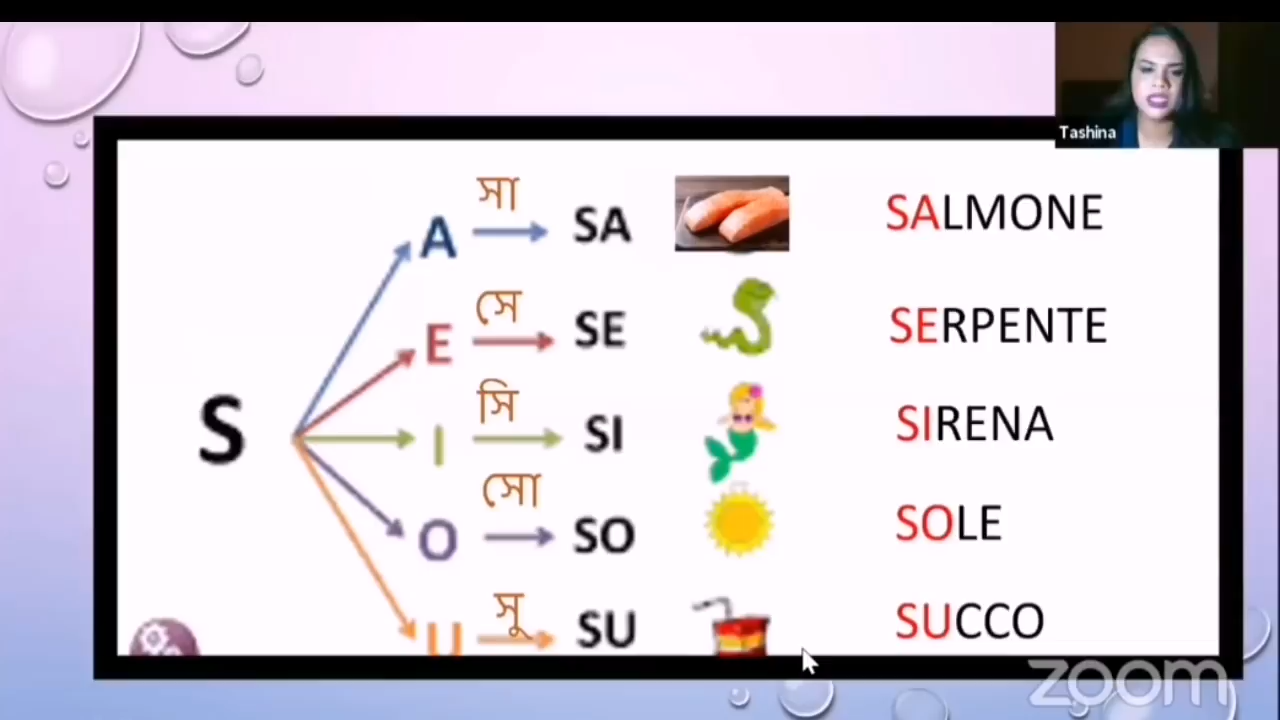 Tashina
S
A সা SA SALMONE
E সে SE SERPENTE
I সি SI SIRENA
O সো SO SOLE
U সু SU SUCCO
zoom